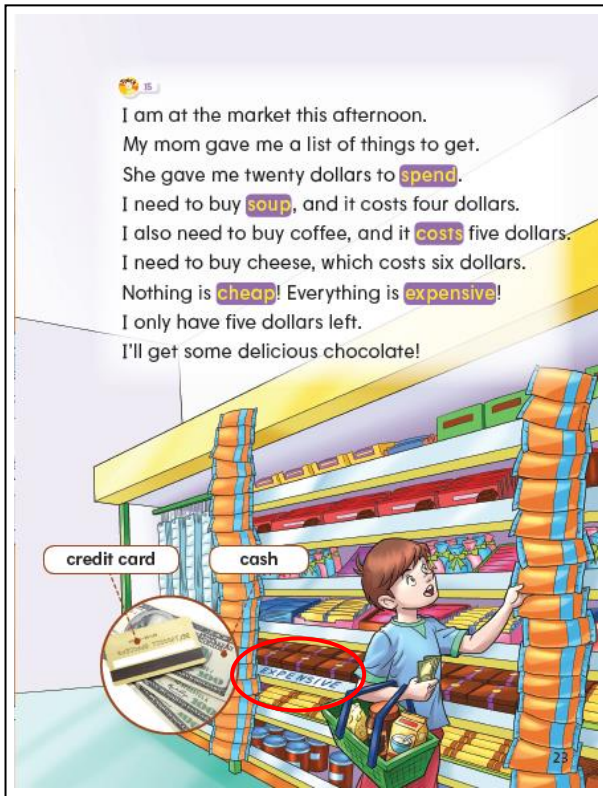 15
I am at the market this afternoon.
My mom gave me a list of things to get.
She gave me twenty dollars to spend.
I need to buy soup, and it costs four dollars.
I also need to buy coffee, and it costs five dollars.
I need to buy cheese, which costs six dollars.
Nothing is cheap! Everything is expensive!
I only have five dollars left.
I'll get some delicious chocolate!
credit card
cash
100
EXPENSIVE
23